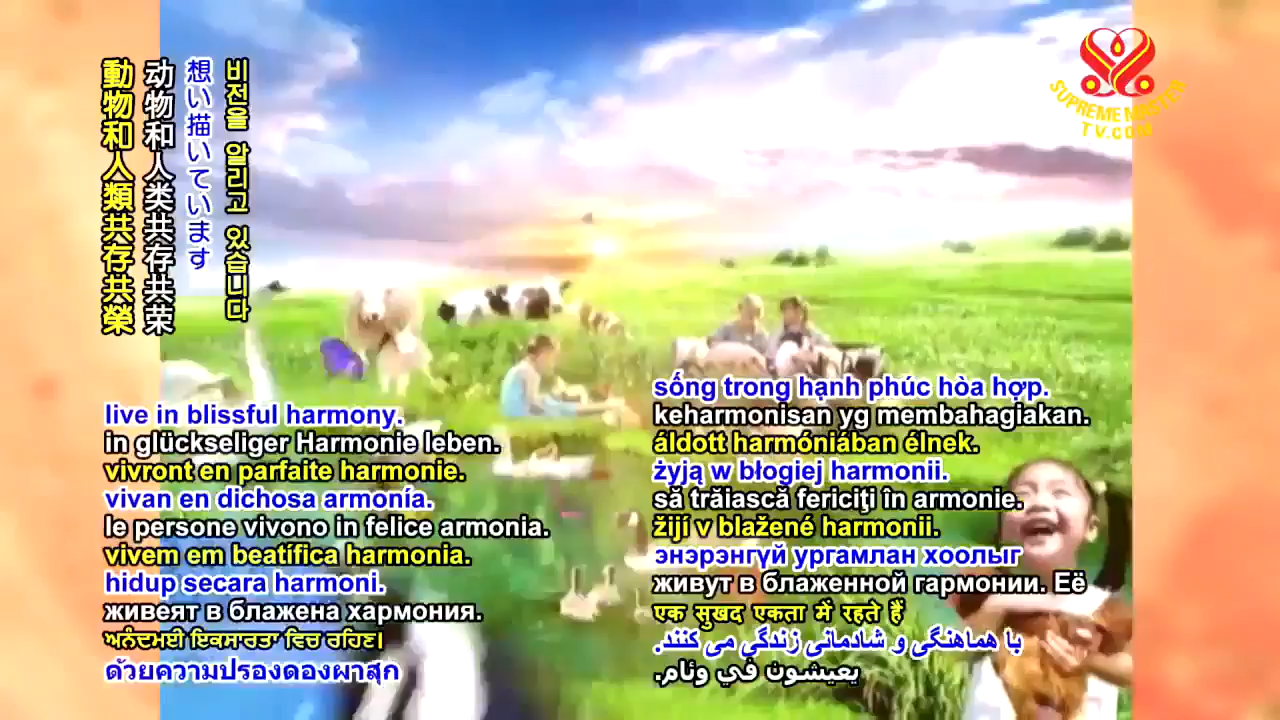 動物和人類共存共榮
动物和人类共存共荣
想い描いています
비전을 알리고 있습니다
SUPREME MASTER
TV.COM
live in blissful harmony.
in glückseliger Harmonie leben.
vivront en parfaite harmonie.
vivan en dichosa armonía.
le persone vivono in felice armonia.
vivem em beatífica harmonia.
hidup secara harmoni.
живеят в блажена хармония.
ਅਨੰਦਮਈ ਇਕਸਾਰਤਾ ਵਿਚ ਰਹਿਣ।
ด้วยความปรองดองผาสุก
sống trong hạnh phúc hòa hợp.
keharmonisan yg membahagiakan.
áldott harmóniában élnek.
żyją w błogiej harmonii.
să trăiască fericiţi în armonie.
žijí v blažené harmonii.
энэрэнгүй ургамлан хоолыг
живут в блаженной гармонии. Её
एक सुखद एकता में रहते हैं
با هماهنگی و شادمانی زندگی می کنند.
يعيشون في وئام.